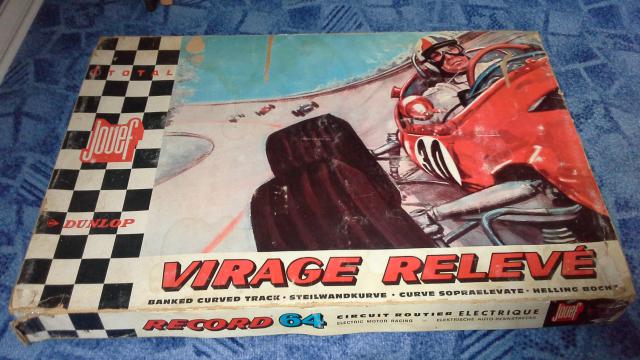 TOTAL
Jouef
DUNLOP
30
VIRAGE RELEVÉ
BANKED CURVED TRACK • STEILWANDKURVE • CURVE SOPRAELEVATE • HELLING BOCHT
RECORD 64 CIRCUIT ROUTIER ELECTRIQUE Jouef
ELECTRIC MOTOR RACING - ELEKTRISCHE AUTO-RENNSTRECKE